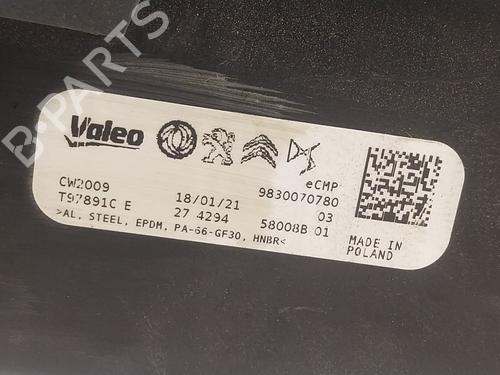 B-PARTS
Valeo
DS
CW2009
eCMP
T97891C E
18/01/21
9830070780
27 4294
03
58008B 01
>AL, STEEL, EPDM, PA-66-GF30, HNBR<
MADE IN
POLAND